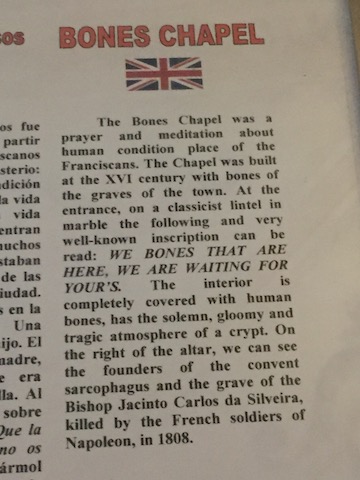 os fue
partir
scanos
sterio:
dición
la vida
vida
entran
nuchos
staban
de las
iudad.
s en la
Una
ijo. El
nadre,
e era
lla. Al
sobre
Que la
no os
ármol
BONES CHAPEL
The Bones Chapel was a
prayer and meditation about
human condition place of the
Franciscans. The Chapel was built
at the XVI century with bones of
the graves of the town. At the
entrance, on a classicist lintel in
marble the following and very
well-known inscription can be
read: WE BONES THAT ARE
HERE, WE ARE WAITING FOR
YOUR'S. The interior is
completely covered with human
bones, has the solemn, gloomy and
tragic atmosphere of a crypt. On
the right of the altar, we can see
the founders of the convent
sarcophagus and the grave of the
Bishop Jacinto Carlos da Silveira,
killed by the French soldiers of
Napoleon, in 1808.